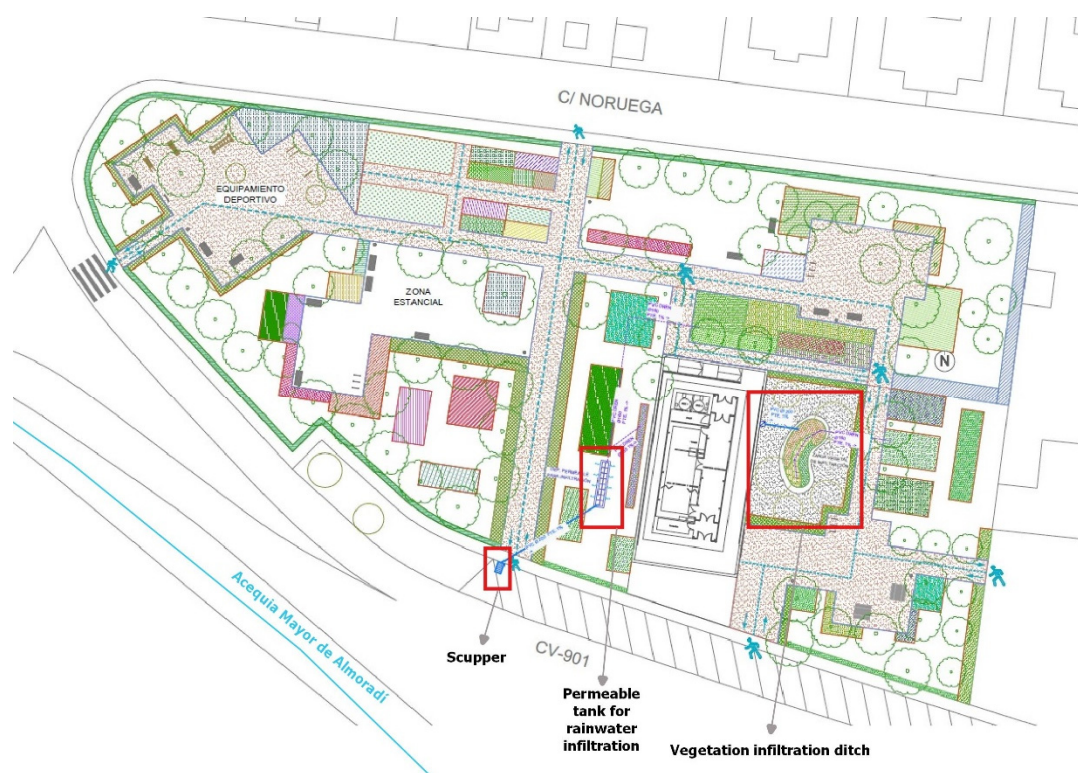 C/ NORUEGA
EQUIPAMIENTO
DEPORTIVO
ZONA
ESTANCIAL
N
Acequia Mayor de Almoradí
CV-901
Scupper
Permeable
tank for
rainwater
infiltration
Vegetation infiltration ditch